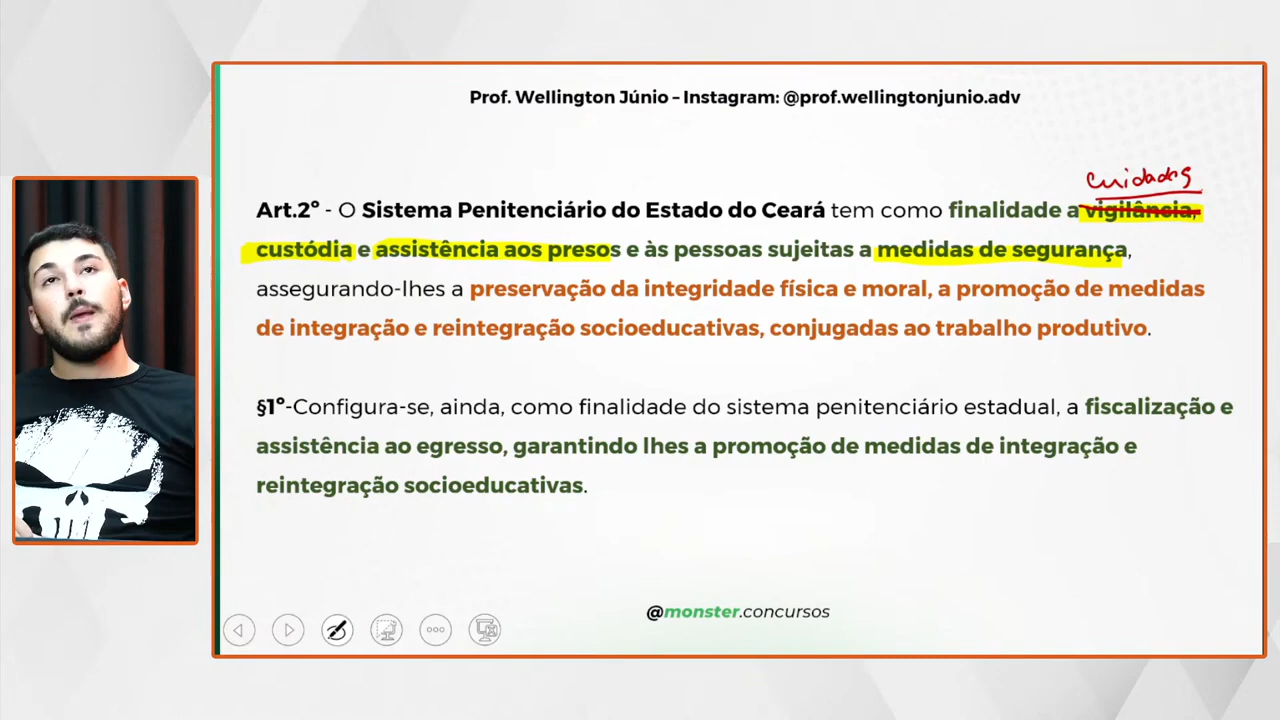 Prof. Wellington Júnio – Instagram: @prof.wellingtonjunio.adv
cuidados
Art.2º - O Sistema Penitenciário do Estado do Ceará tem como finalidade a vigilância,
custódia e assistência aos presos e às pessoas sujeitas a medidas de segurança,
assegurando-lhes a preservação da integridade física e moral, a promoção de medidas
de integração e reintegração socioeducativas, conjugadas ao trabalho produtivo.
§1º-Configura-se, ainda, como finalidade do sistema penitenciário estadual, a fiscalização e
assistência ao egresso, garantindo lhes a promoção de medidas de integração e
reintegração socioeducativas.
@monster.concursos